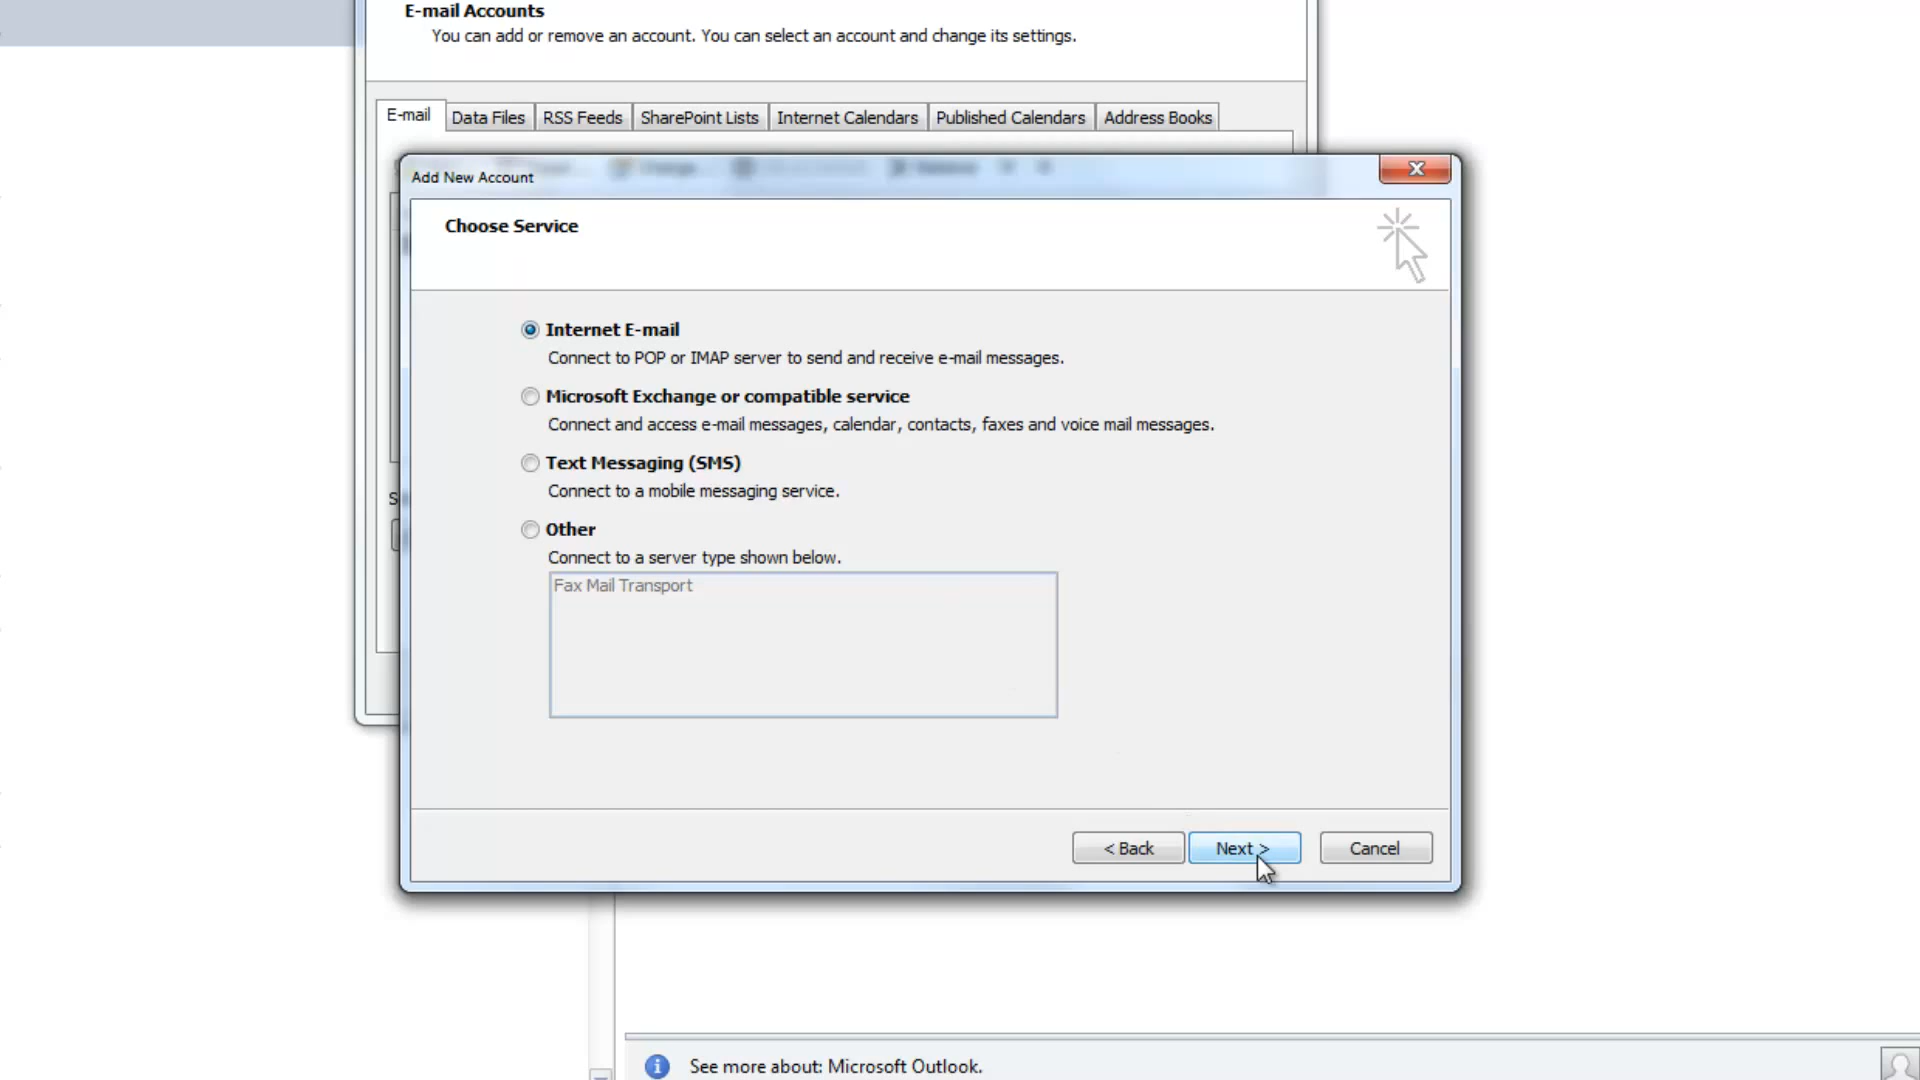 E-mail Accounts
You can add or remove an account. You can select an account and change its settings.
E-mail
Data Files
RSS Feeds
SharePoint Lists
Internet Calendars
Published Calendars
Address Books
Add New Account
Choose Service
Internet E-mail
Connect to POP or IMAP server to send and receive e-mail messages.
Microsoft Exchange or compatible service
Connect and access e-mail messages, calendar, contacts, faxes and voice mail messages.
Text Messaging (SMS)
Connect to a mobile messaging service.
S
Other
Connect to a server type shown below.
Fax Mail Transport
< Back
Next >
Cancel
See more about: Microsoft Outlook.